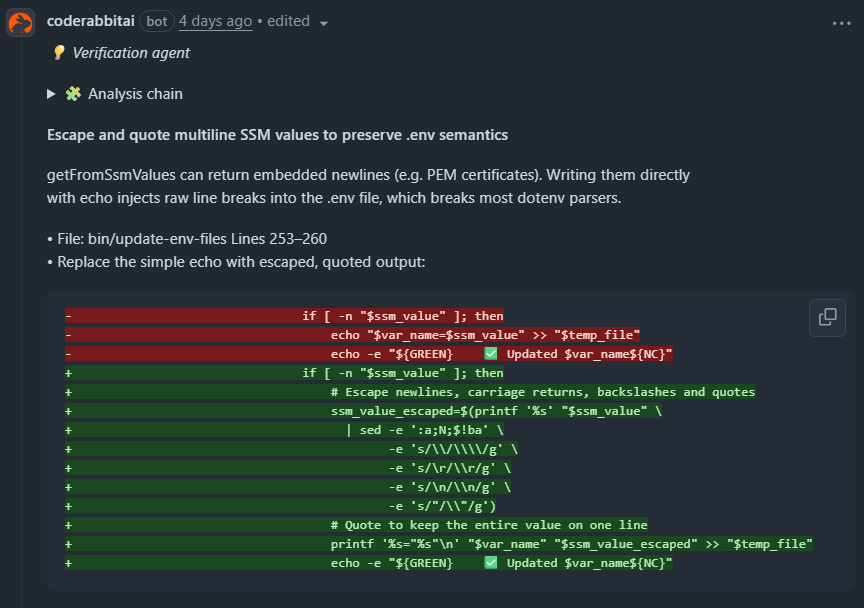 coderabbitai bot 4 days ago • edited
Verification agent
Analysis chain
Escape and quote multiline SSM values to preserve .env semantics
getFromSsmValues can return embedded newlines (e.g. PEM certificates). Writing them directly
with echo injects raw line breaks into the .env file, which breaks most dotenv parsers.
• File: bin/update-env-files Lines 253–260
• Replace the simple echo with escaped, quoted output:
-                                 if [ -n "$ssm_value" ]; then
-                                     echo "$var_name=$ssm_value" >> "$temp_file"
-                                     echo -e "${GREEN}    ✅ Updated $var_name${NC}"
+                                 if [ -n "$ssm_value" ]; then
+                                     # Escape newlines, carriage returns, backslashes and quotes
+                                     ssm_value_escaped=$(printf '%s' "$ssm_value" \
+                                       | sed -e ':a;N;$!ba' \
+                                             -e 's/\\/\\\\/g' \
+                                             -e 's/\r/\\r/g' \
+                                             -e 's/\n/\\n/g' \
+                                             -e 's/"/\\"/g')
+                                     # Quote to keep the entire value on one line
+                                     printf '%s="%s"\n' "$var_name" "$ssm_value_escaped" >> "$temp_file"
+                                     echo -e "${GREEN}    ✅ Updated $var_name${NC}"